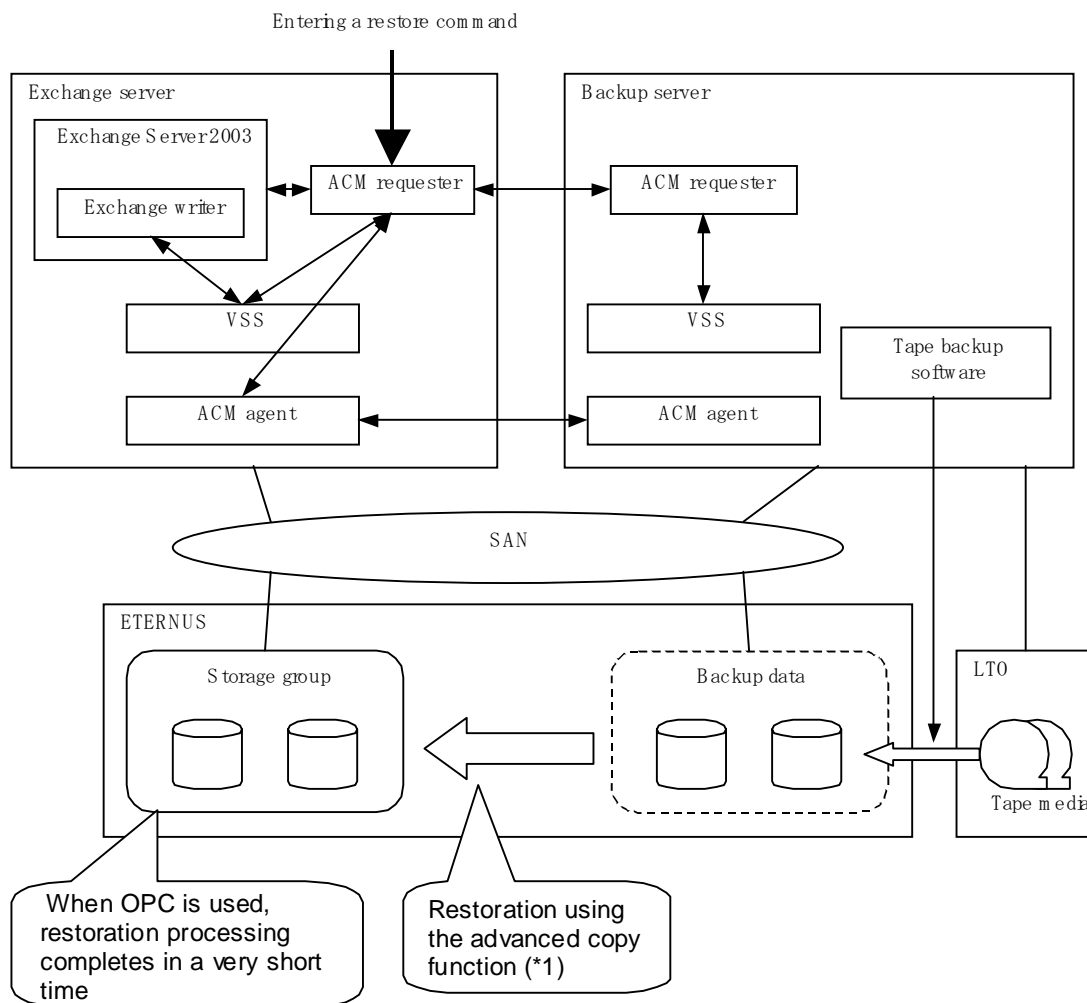 Entering a restore command
Exchange server
Backup server
Exchange Server2003
ACM requester
ACM requester
Exchange writer
VSS
VSS
Tape backup
software
ACM agent
ACM agent
SAN
ETERNUS
LTO
Storage group
Backup data
Tape media
When OPC is used,
restoration processing
completes in a very short
time
Restoration using
the advanced copy
function (*1)